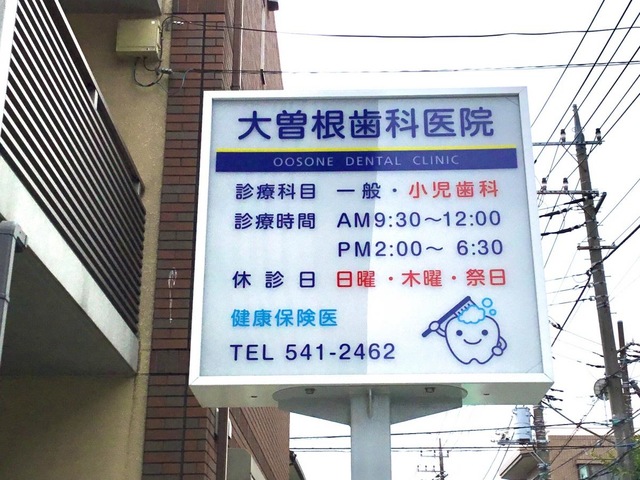 大曽根歯科医院
OOSONE DENTAL CLINIC
診療科目 一般・小児歯科
診療時間 AM9:30〜12:00
PM2:00〜 6:30
休診日 日曜・木曜・祭日
健康保険医
TEL 541-2462